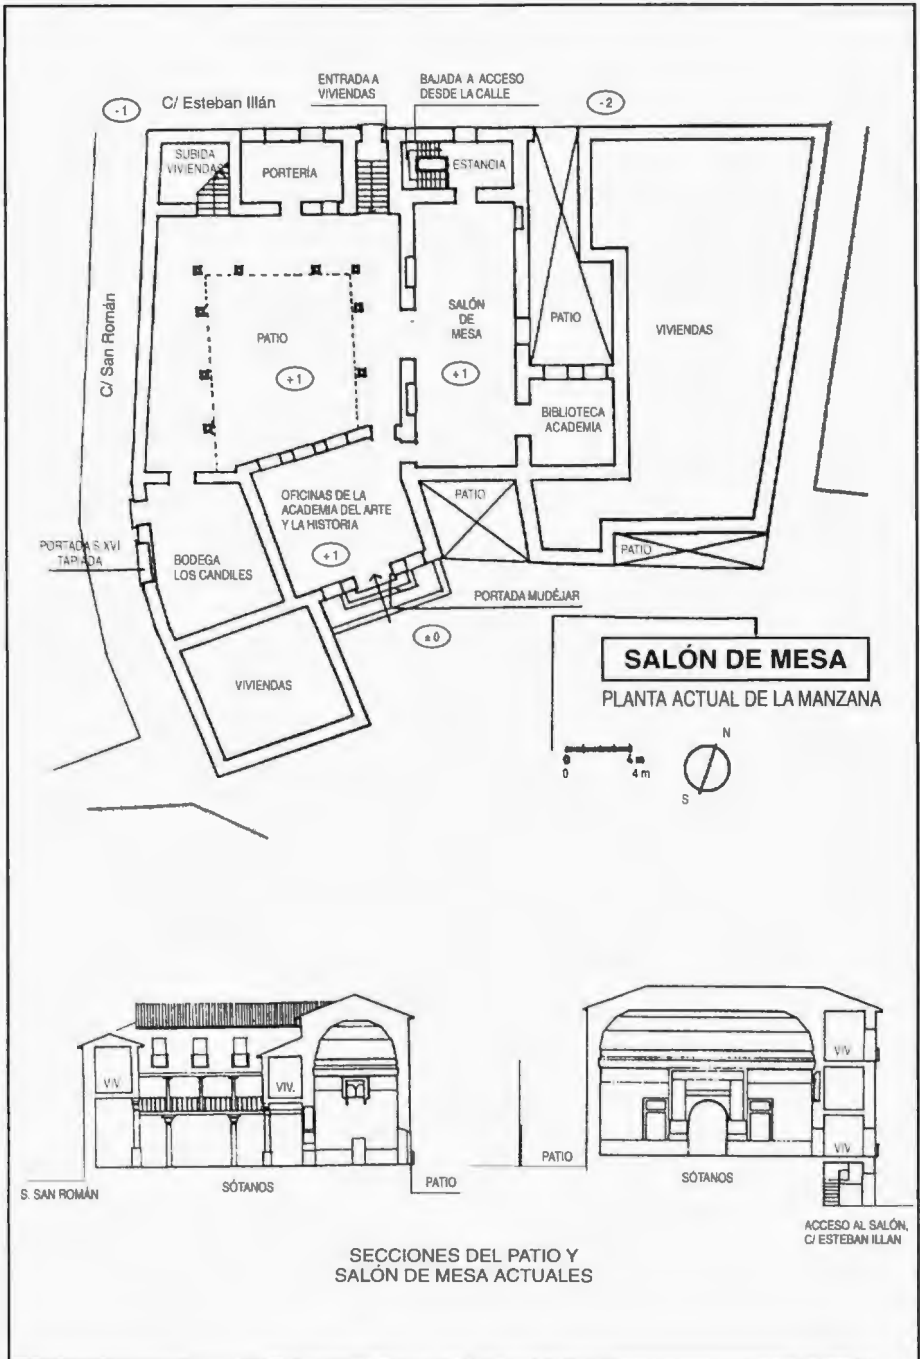 ENTRADA A
VIVIENDAS
BAJADA A ACCESO
DESDE LA CALLE
-1
C/ Esteban Illán
-2
SUBIDA
VIVIENDAS
PORTERÍA
ESTANCIA
C/ San Román
PATIO
+1
SALÓN
DE
MESA
+1
PATIO
VIVIENDAS
BIBLIOTECA
ACADEMIA
OFICINAS DE LA
ACADEMIA DEL ARTE
Y LA HISTORIA
+1
PATIO
PATIO
PORTADA S.XVI
TAPIADA
BODEGA
LOS CANDILES
PORTADA MUDÉJAR
±0
VIVIENDAS
SALÓN DE MESA
PLANTA ACTUAL DE LA MANZANA
0 4 m
0 4 m
N
S
VIV.
VIV.
S. SAN ROMÁN
SÓTANOS
PATIO
VIV
VIV
PATIO
SÓTANOS
ACCESO AL SALÓN,
C/ ESTEBAN ILLAN
SECCIONES DEL PATIO Y
SALÓN DE MESA ACTUALES